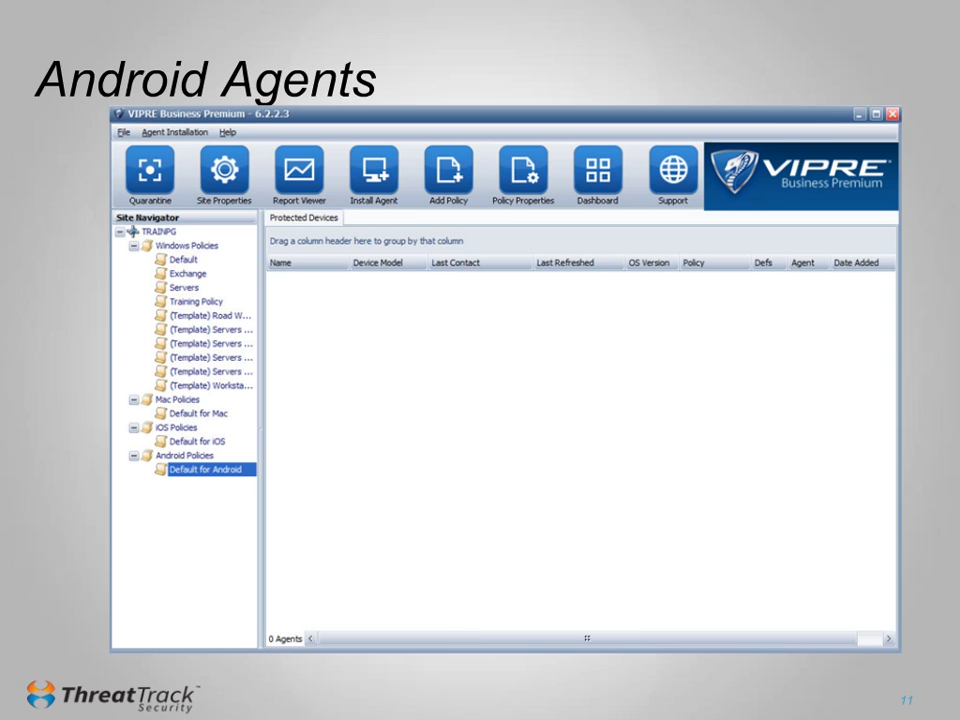 Android Agents
VIPRE Business Premium - 6.2.2.3
File Agent Installation Help
Quarantine Site Properties Report Viewer Install Agent Add Policy Policy Properties Dashboard Support
VIPRE
Business Premium
Site Navigator
TRAINPG
Windows Policies
Default
Exchange
Servers
Training Policy
(Template) Road W...
(Template) Servers ...
(Template) Servers ...
(Template) Servers ...
(Template) Servers ...
(Template) Worksta...
Mac Policies
Default for Mac
iOS Policies
Default for iOS
Android Policies
Default for Android
Protected Devices
Drag a column header here to group by that column
Name Device Model Last Contact Last Refreshed OS Version Policy Defs Agent Date Added
0 Agents
ThreatTrack™
Security
11